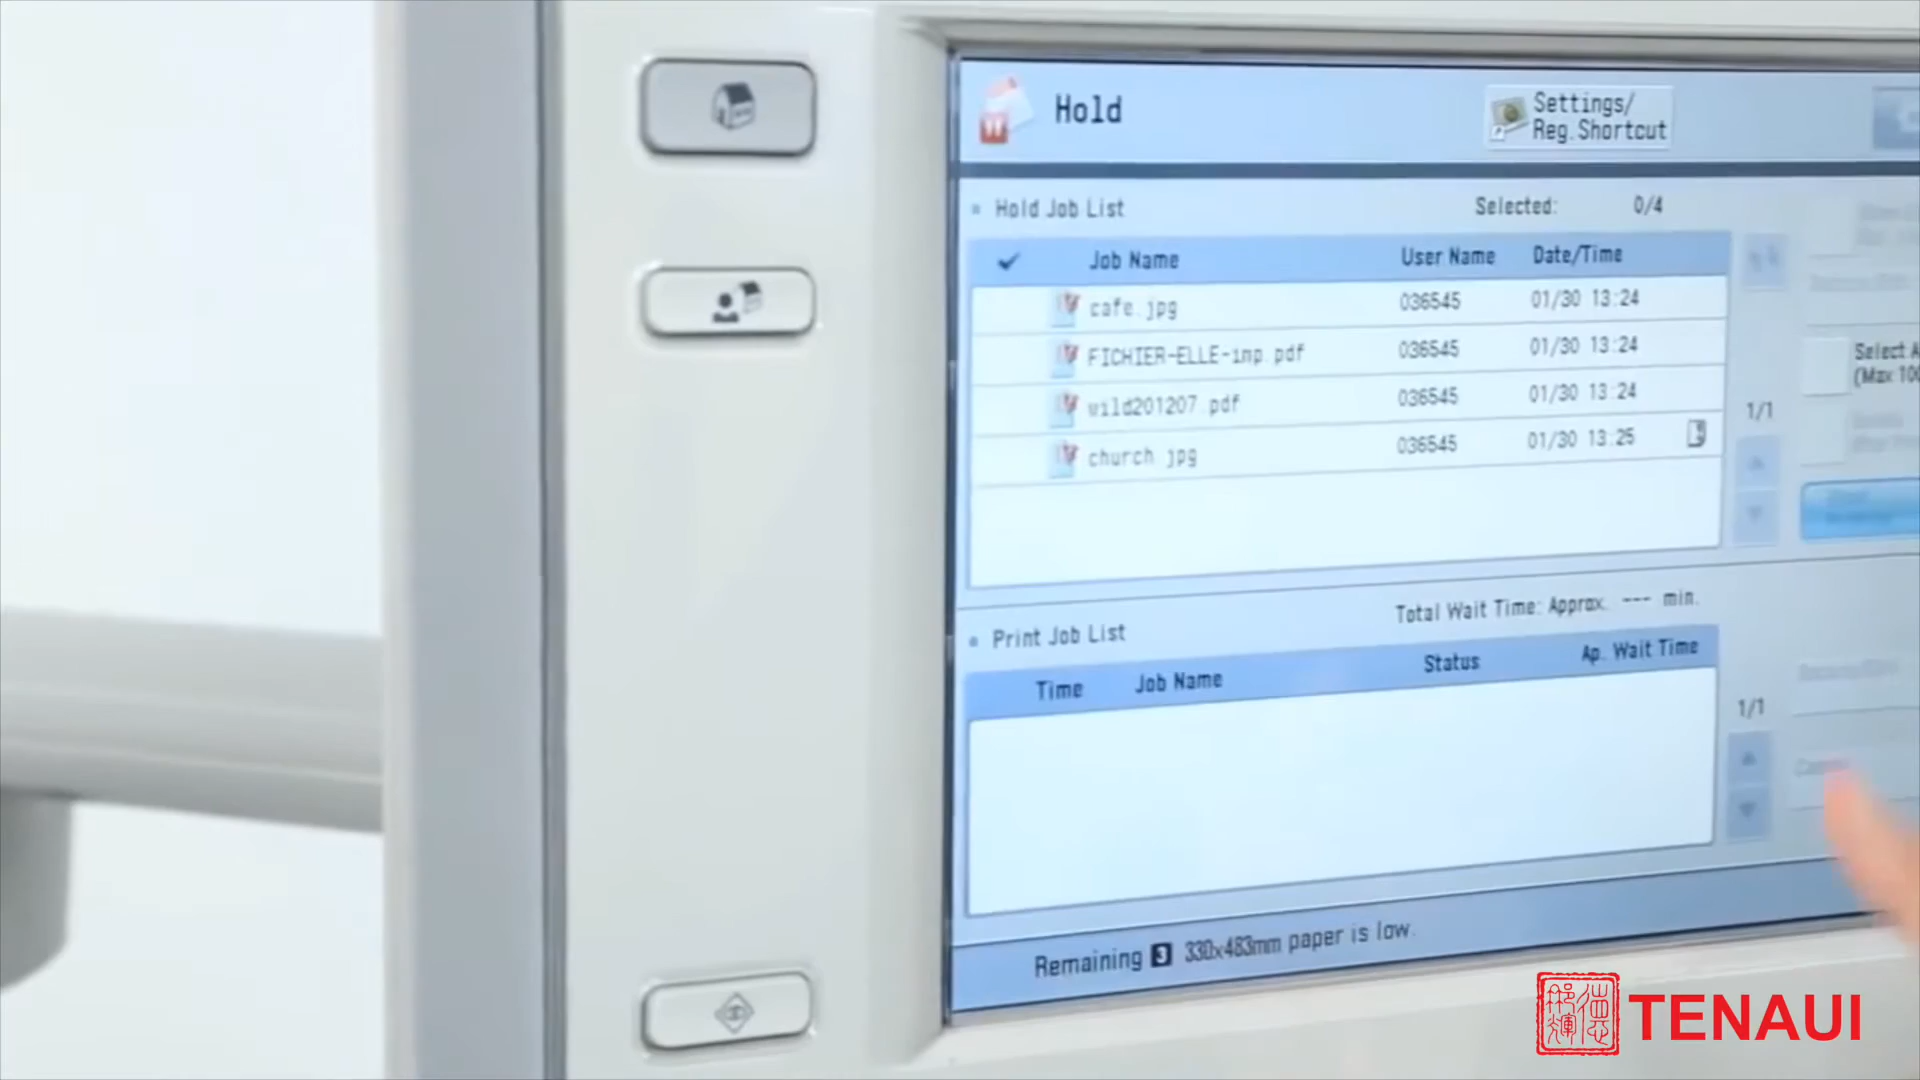 Hold
Settings/
Reg.Shortcut
Hold Job List
Selected: 0/4
Job Name User Name Date/Time
cafe.jpg 036545 01/30 13:24
FICHIER-ELLE-imp.pdf 036545 01/30 13:24
wild201207.pdf 036545 01/30 13:24
church.jpg 036545 01/30 13:25
1/1
Select
(Max 100
Total Wait Time: Approx. --- min.
Print Job List
Time Job Name Status Ap. Wait Time
1/1
Remaining 3 330x483mm paper is low.
TENAUI